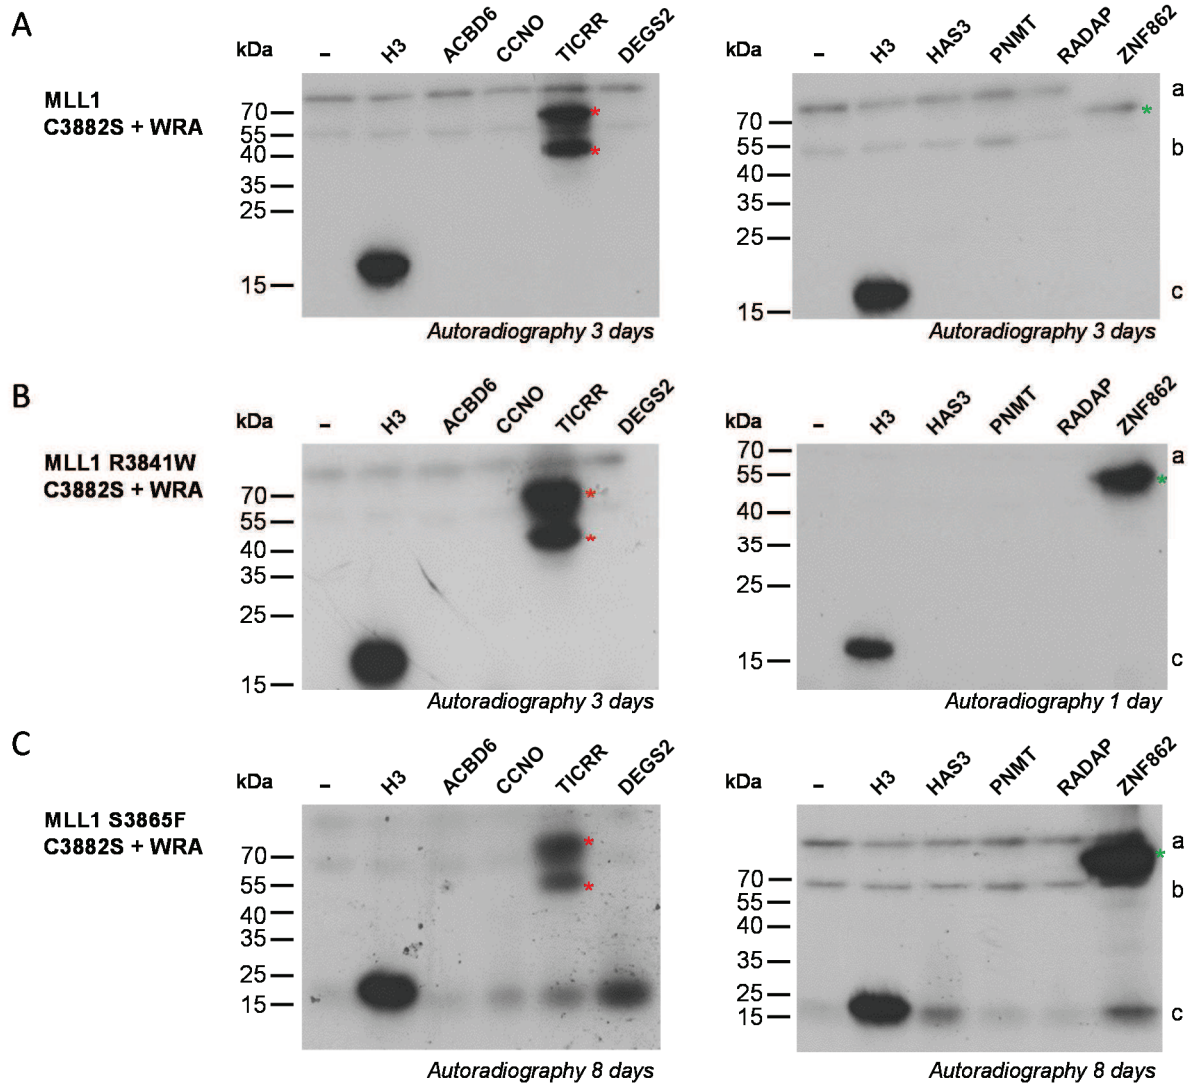 A
kDa
–
H3
ACBD6
CCNO
TICRR
DEGS2
kDa
–
H3
HAS3
PNMT
RADAP
ZNF862
MLL1
C3882S + WRA
70
55
40
35
25
15
*
*
Autoradiography 3 days
70
55
40
35
25
15
*
a
b
c
Autoradiography 3 days
B
kDa
–
H3
ACBD6
CCNO
TICRR
DEGS2
kDa
–
H3
HAS3
PNMT
RADAP
ZNF862
MLL1 R3841W
C3882S + WRA
70
55
40
35
25
15
*
*
Autoradiography 3 days
70
55
40
35
25
15
*
a
c
Autoradiography 1 day
C
kDa
–
H3
ACBD6
CCNO
TICRR
DEGS2
kDa
–
H3
HAS3
PNMT
RADAP
ZNF862
MLL1 S3865F
C3882S + WRA
70
55
40
35
25
15
*
*
Autoradiography 8 days
70
55
40
35
25
15
*
a
b
c
Autoradiography 8 days